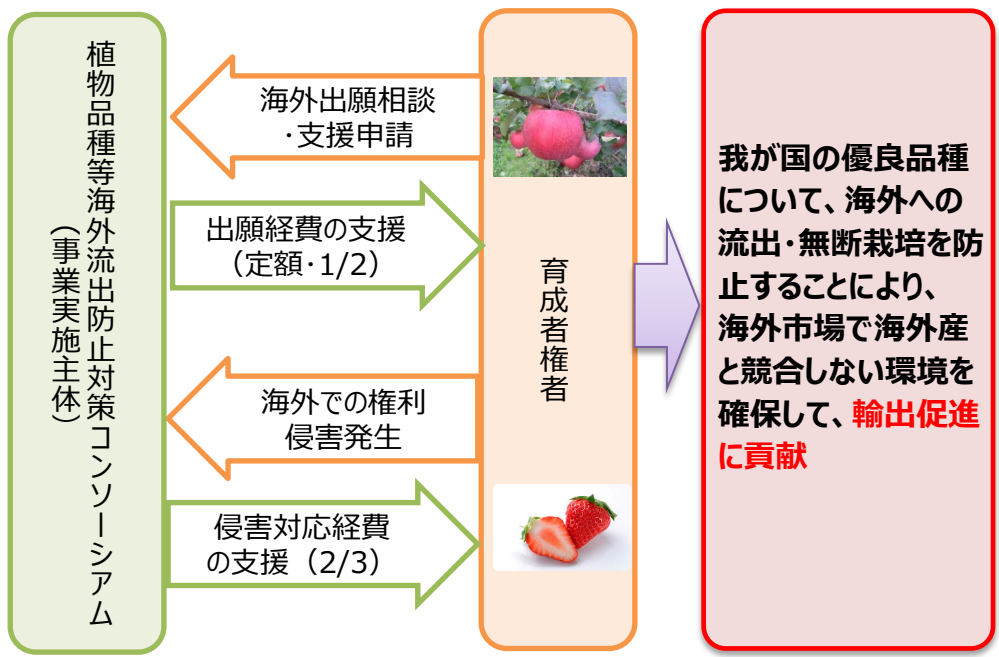 植物品種等海外流出防止対策コンソーシアム
（事業実施主体）
海外出願相談
・支援申請
出願経費の支援
（定額・1/2）
海外での権利
侵害発生
侵害対応経費
の支援（2/3）
育成者権者
我が国の優良品種
について、海外への
流出・無断栽培を防
止することにより、
海外市場で海外産
と競合しない環境を
確保して、輸出促進
に貢献